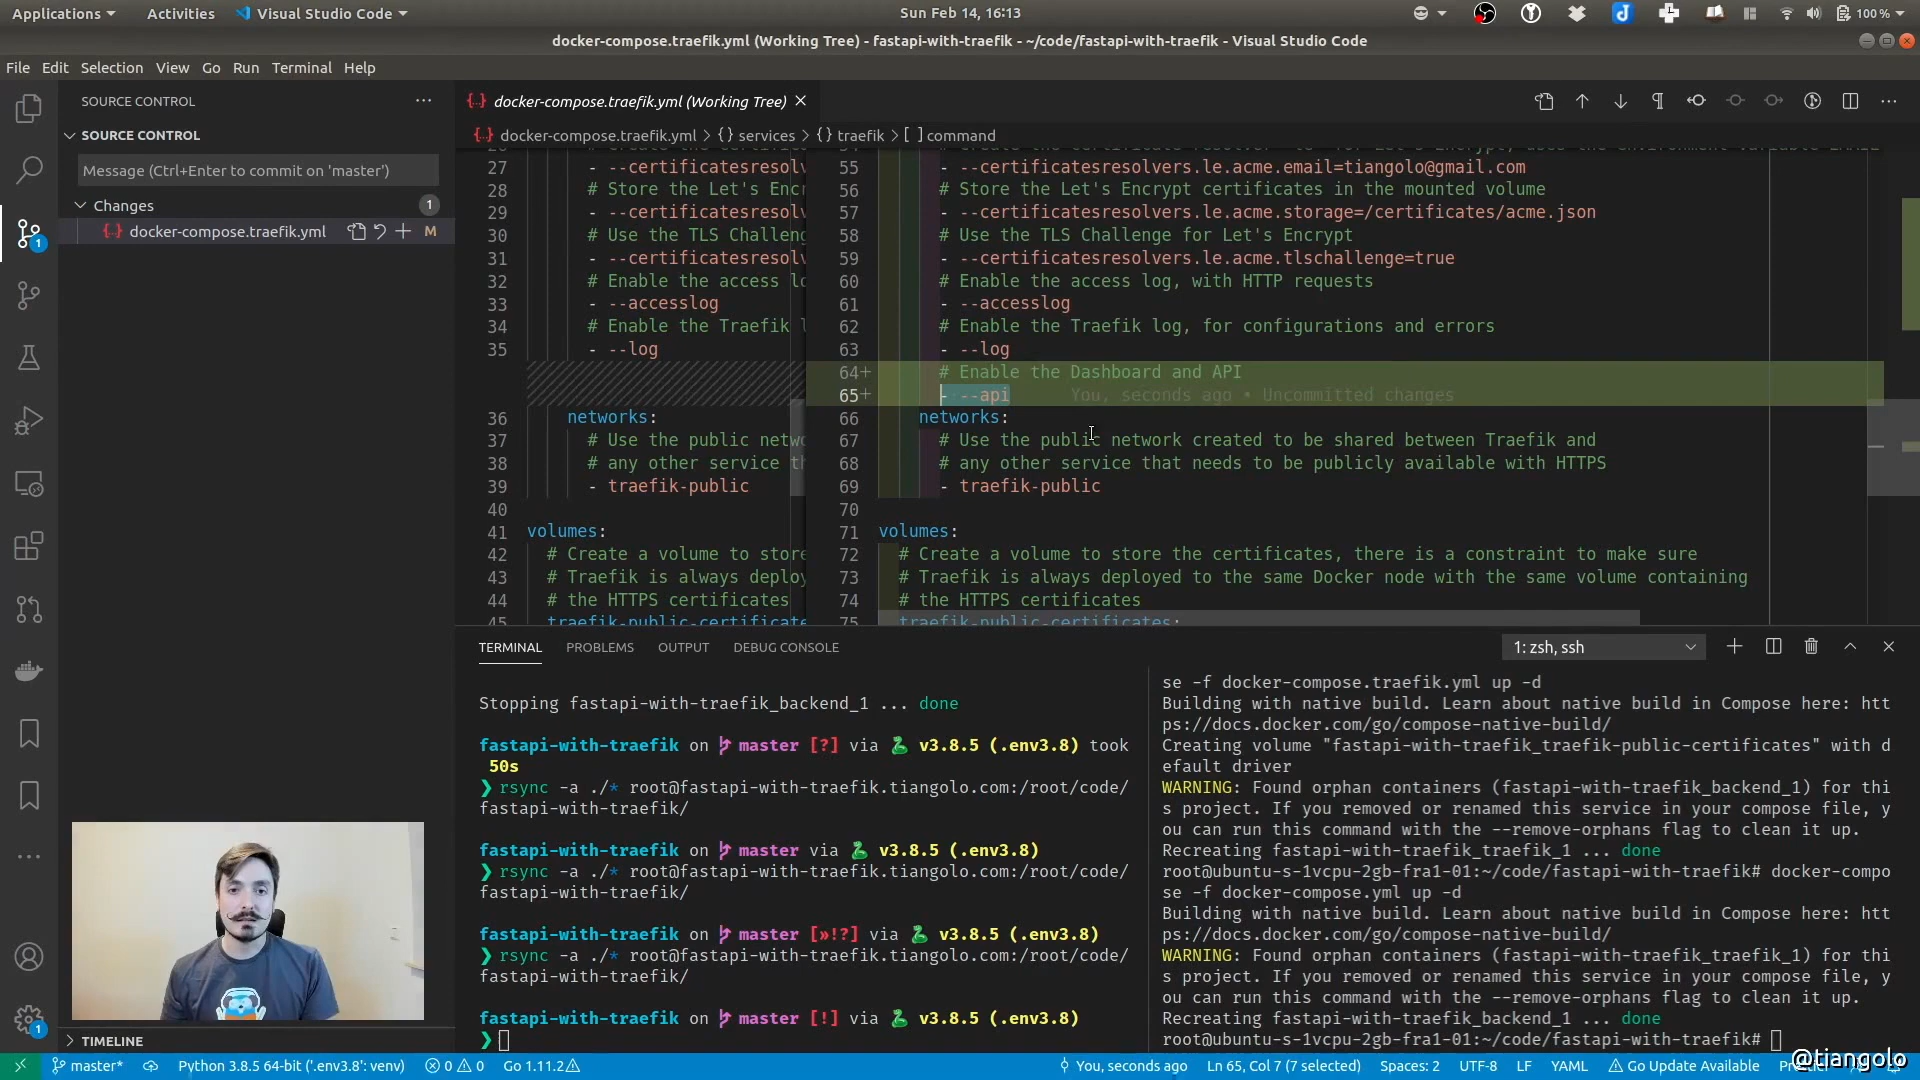 Applications
Activities
Visual Studio Code
Sun Feb 14, 16:13
100 %
docker-compose.traefik.yml (Working Tree) - fastapi-with-traefik - ~/code/fastapi-with-traefik - Visual Studio Code
File Edit Selection View Go Run Terminal Help
SOURCE CONTROL
SOURCE CONTROL
Message (Ctrl+Enter to commit on 'master')
Changes 1
docker-compose.traefik.yml M
docker-compose.traefik.yml (Working Tree)
docker-compose.traefik.yml > {} services > {} traefik > [ ] command
27 - --certificatesresolv
28 # Store the Let's Encr
29 - --certificatesresolv
30 # Use the TLS Challeng
31 - --certificatesresolv
32 # Enable the access lo
33 - --accesslog
34 # Enable the Traefik l
35 - --log
36 networks:
37 # Use the public netwo
38 # any other service th
39 - traefik-public
40
41 volumes:
42 # Create a volume to store
43 # Traefik is always deploy
44 # the HTTPS certificates
45 traefik-public-certificate
55 - --certificatesresolvers.le.acme.email=tiangolo@gmail.com
56 # Store the Let's Encrypt certificates in the mounted volume
57 - --certificatesresolvers.le.acme.storage=/certificates/acme.json
58 # Use the TLS Challenge for Let's Encrypt
59 - --certificatesresolvers.le.acme.tlschallenge=true
60 # Enable the access log, with HTTP requests
61 - --accesslog
62 # Enable the Traefik log, for configurations and errors
63 - --log
64+ # Enable the Dashboard and API
65+ - --api You, seconds ago • Uncommitted changes
66 networks:
67 # Use the public network created to be shared between Traefik and
68 # any other service that needs to be publicly available with HTTPS
69 - traefik-public
70
71 volumes:
72 # Create a volume to store the certificates, there is a constraint to make sure
73 # Traefik is always deployed to the same Docker node with the same volume containing
74 # the HTTPS certificates
75 traefik-public-certificates:
TERMINAL PROBLEMS OUTPUT DEBUG CONSOLE
1: zsh, ssh
Stopping fastapi-with-traefik_backend_1 ... done
fastapi-with-traefik on master [?] via v3.8.5 (.env3.8) took
50s
❯ rsync -a ./* root@fastapi-with-traefik.tiangolo.com:/root/code/
fastapi-with-traefik/
fastapi-with-traefik on master via v3.8.5 (.env3.8)
❯ rsync -a ./* root@fastapi-with-traefik.tiangolo.com:/root/code/
fastapi-with-traefik/
fastapi-with-traefik on master [»!?] via v3.8.5 (.env3.8)
❯ rsync -a ./* root@fastapi-with-traefik.tiangolo.com:/root/code/
fastapi-with-traefik/
fastapi-with-traefik on master [!] via v3.8.5 (.env3.8)
❯
se -f docker-compose.traefik.yml up -d
Building with native build. Learn about native build in Compose here: htt
ps://docs.docker.com/go/compose-native-build/
Creating volume "fastapi-with-traefik_traefik-public-certificates" with d
efault driver
WARNING: Found orphan containers (fastapi-with-traefik_backend_1) for thi
s project. If you removed or renamed this service in your compose file, y
ou can run this command with the --remove-orphans flag to clean it up.
Recreating fastapi-with-traefik_traefik_1 ... done
root@ubuntu-s-1vcpu-2gb-fra1-01:~/code/fastapi-with-traefik# docker-compo
se -f docker-compose.yml up -d
Building with native build. Learn about native build in Compose here: htt
ps://docs.docker.com/go/compose-native-build/
WARNING: Found orphan containers (fastapi-with-traefik_traefik_1) for thi
s project. If you removed or renamed this service in your compose file, y
ou can run this command with the --remove-orphans flag to clean it up.
Recreating fastapi-with-traefik_backend_1 ... done
root@ubuntu-s-1vcpu-2gb-fra1-01:~/code/fastapi-with-traefik#
TIMELINE
1
master* Python 3.8.5 64-bit ('.env3.8': venv) 0 0 Go 1.11.2
You, seconds ago Ln 65, Col 7 (7 selected) Spaces: 2 UTF-8 LF YAML Go Update Available
@tiangolo